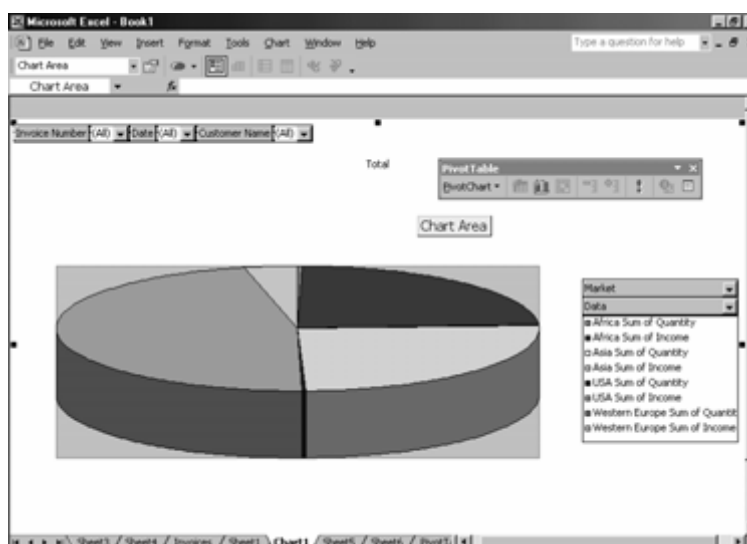 Microsoft Excel - Book1
File Edit View Insert Format Tools Chart Window Help Type a question for help
Chart Area
Chart Area fx
Invoice Number (All) Date (All) Customer Name (All)
Total
PivotTable
PivotChart
Chart Area
Market
Data
Africa Sum of Quantity
Africa Sum of Income
Asia Sum of Quantity
Asia Sum of Income
USA Sum of Quantity
USA Sum of Income
Western Europe Sum of Quantit
Western Europe Sum of Income
Sheet3 / Sheet4 / Invoices / Sheet1 \ Chart1 / Sheet5 / Sheet6 / PivotT